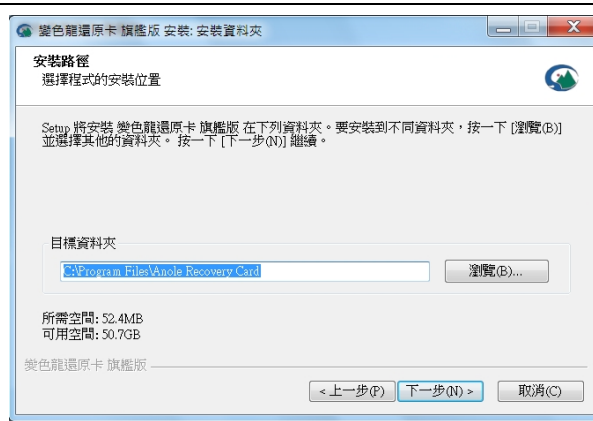 變色龍還原卡 旗艦版 安裝: 安裝資料夾
安裝路徑
選擇程式的安裝位置
Setup 將安裝 變色龍還原卡 旗艦版 在下列資料夾。要安裝到不同資料夾，按一下 [瀏覽(B)]
並選擇其他的資料夾。 按一下 [下一步(N)] 繼續。
目標資料夾
C:\Program Files\Anole Recovery Card
瀏覽(B)...
所需空間: 52.4MB
可用空間: 50.7GB
變色龍還原卡 旗艦版
<上一步(P) 下一步(N) > 取消(C)